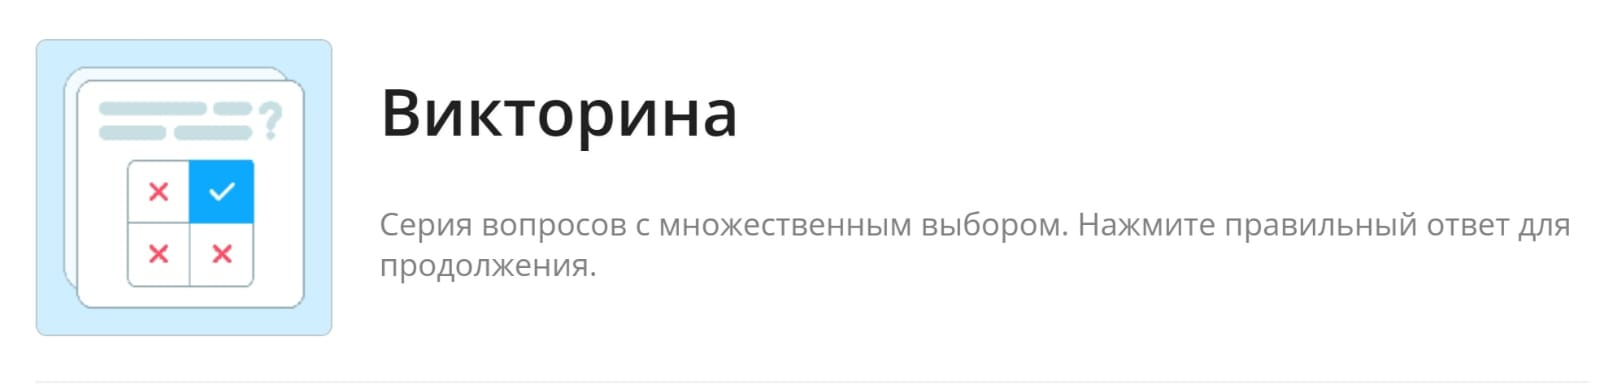 Викторина
Серия вопросов с множественным выбором. Нажмите правильный ответ для
продолжения.